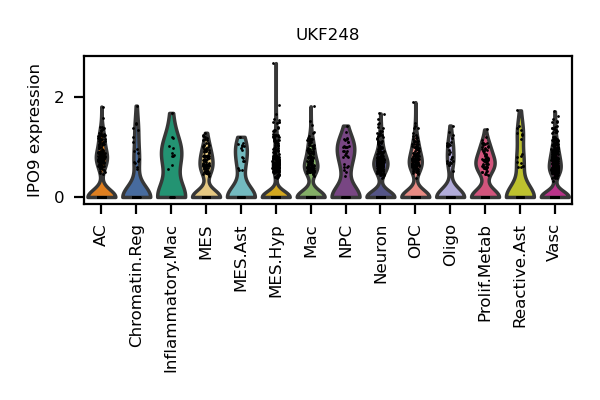 UKF248
IPO9 expression
2
0
AC
Chromatin.Reg
Inflammatory.Mac
MES
MES.Ast
MES.Hyp
Mac
NPC
Neuron
OPC
Oligo
Prolif.Metab
Reactive.Ast
Vasc